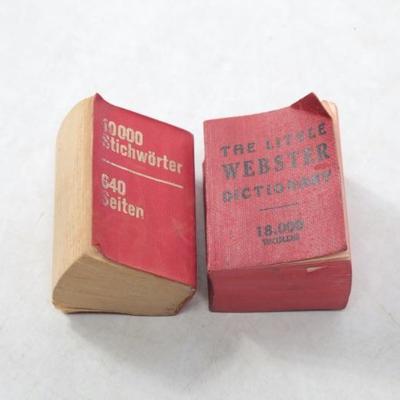 10000
Stichwörter
640
Seiten
THE LITTLE
WEBSTER
DICTIONARY
18.000
WORDS